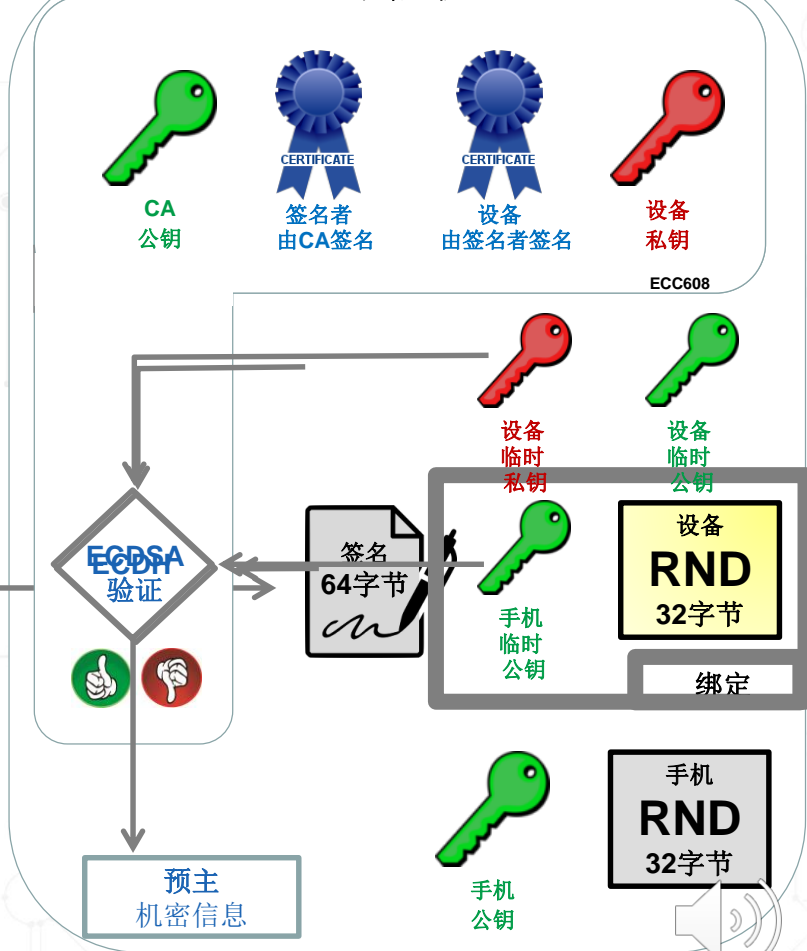 CERTIFICATE
CERTIFICATE
CA
公钥
签名者
由CA签名
设备
由签名者签名
设备
私钥
ECC608
设备
临时
私钥
设备
临时
公钥
ECDSA
ECDH
验证
签名
64字节
手机
临时
公钥
设备
RND
32字节
绑定
手机
公钥
手机
RND
32字节
预主
机密信息